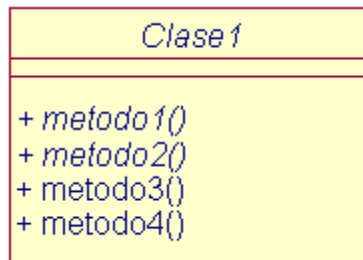 Clase1
+ metodo1()
+ metodo2()
+ metodo3()
+ metodo4()